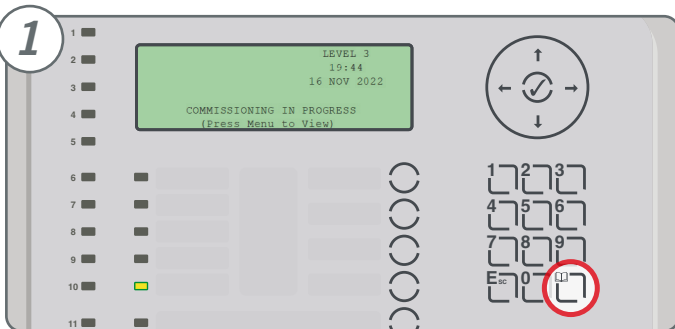 1
1
2
3
4
5
6
7
8
9
10
11
LEVEL 3
19:44
16 NOV 2022
COMMISSIONING IN PROGRESS
(Press Menu to View)
1 2 3
4 5 6
7 8 9
Esc 0